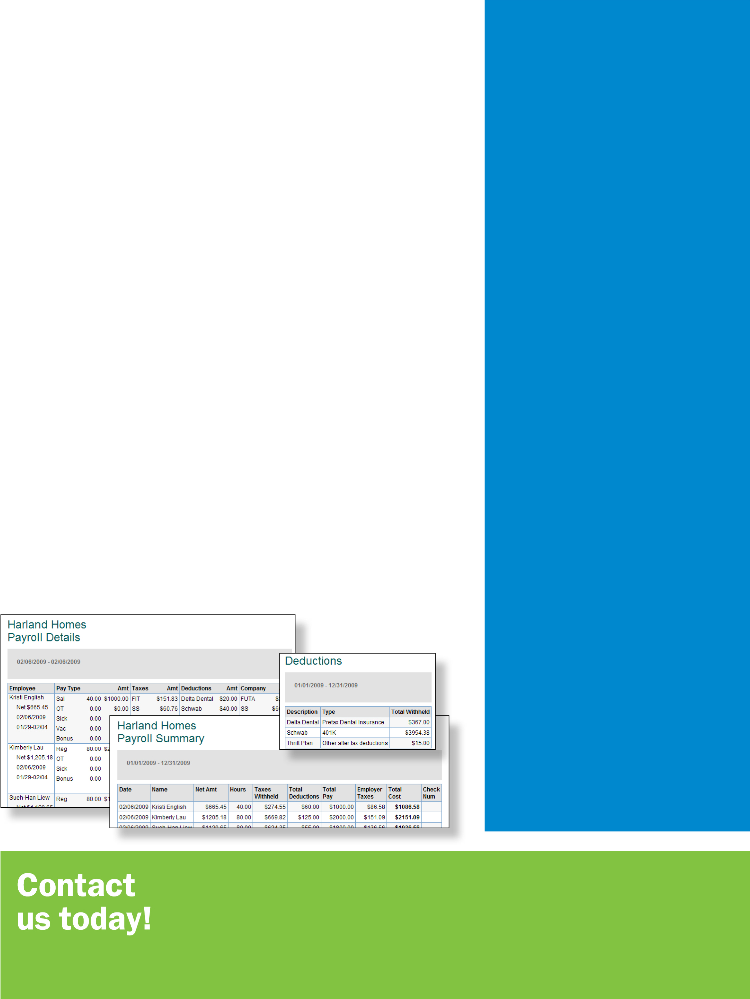 Harland Homes
Payroll Details
02/06/2009 - 02/06/2009
Employee Pay Type Amt Taxes Amt Deductions Amt Company
Kristi English Sal 40.00 $1000.00 FIT $151.83 Delta Dental $20.00 FUTA
Net $665.45 OT 0.00 $0.00 SS $60.76 Schwab $40.00 SS
02/06/2009 Sick 0.00
01/29-02/04 Vac 0.00
Bonus 0.00
Kimberly Lau Reg 80.00
Net $1,205.18 OT 0.00
02/06/2009 Sick 0.00
01/29-02/04 Bonus 0.00
Sueh-Han Liew Reg 80.00
Net $1,120.65
Deductions
01/01/2009 - 12/31/2009
Description Type Total Withheld
Delta Dental Pretax Dental Insurance $367.00
Schwab 401K $3954.38
Thrift Plan Other after tax deductions $15.00
Harland Homes
Payroll Summary
01/01/2009 - 12/31/2009
Date Name Net Amt Hours Taxes Total Total Employer Total Check
Withheld Deductions Pay Taxes Cost Num
02/06/2009 Kristi English $665.45 40.00 $274.55 $60.00 $1000.00 $86.58 $1086.58
02/06/2009 Kimberly Lau $1205.18 80.00 $669.82 $125.00 $2000.00 $151.09 $2151.09
02/06/2009 Sueh-Han Liew $1120.65 80.00 $624.35 $55.00 $1800.00 $136.56 $1936.56
Contact
us today!